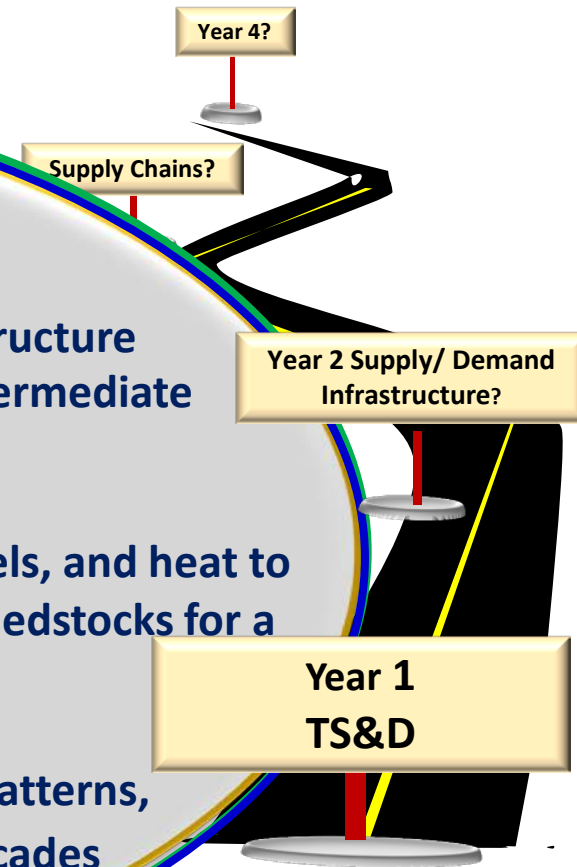 Year 4?
Supply Chains?
ructure
ermediate
Year 2 Supply/ Demand
Infrastructure?
els, and heat to
edstocks for a
Year 1
TS&D
atterns,
cades